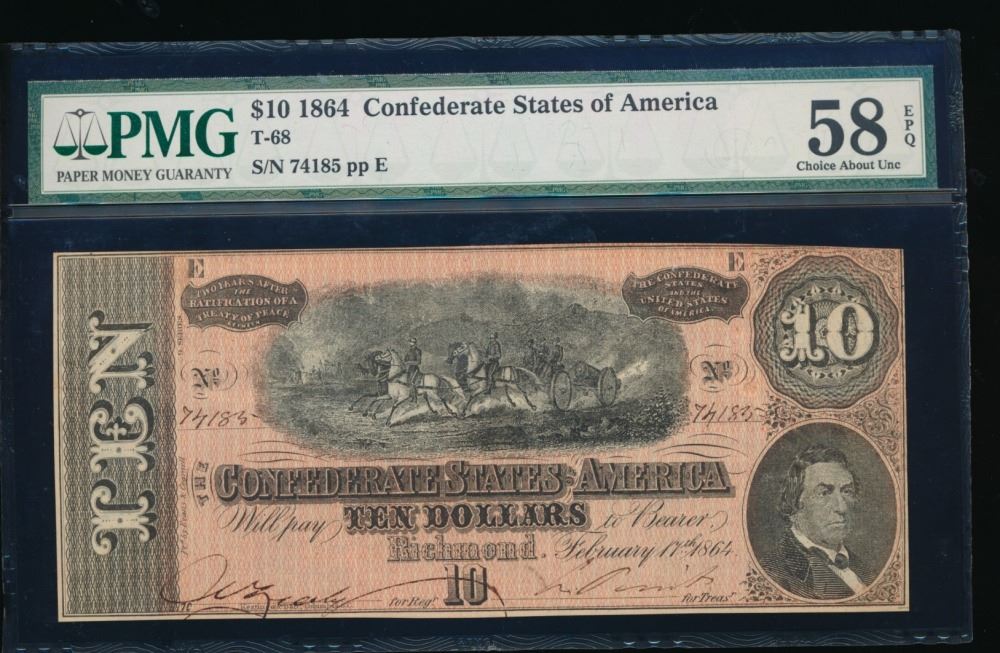 $10 1864 Confederate States of America
PMG
T-68
PAPER MONEY GUARANTY
S/N 74185 pp E
58 EPQ
Choice About Unc
E
E
TWO YEARS AFTER
THE
RATIFICATION OF A
TREATY OF PEACE
BETWEEN
THE CONFEDERATE
STATES
AND THE
UNITED STATES
OF AMERICA.
10
TEN
Nº
Nº
74185
74185
THE
CONFEDERATE STATES OF AMERICA
Will pay TEN DOLLARS to Bearer
Richmond. February 17th 1864
10
for Regr.
for Treasr.